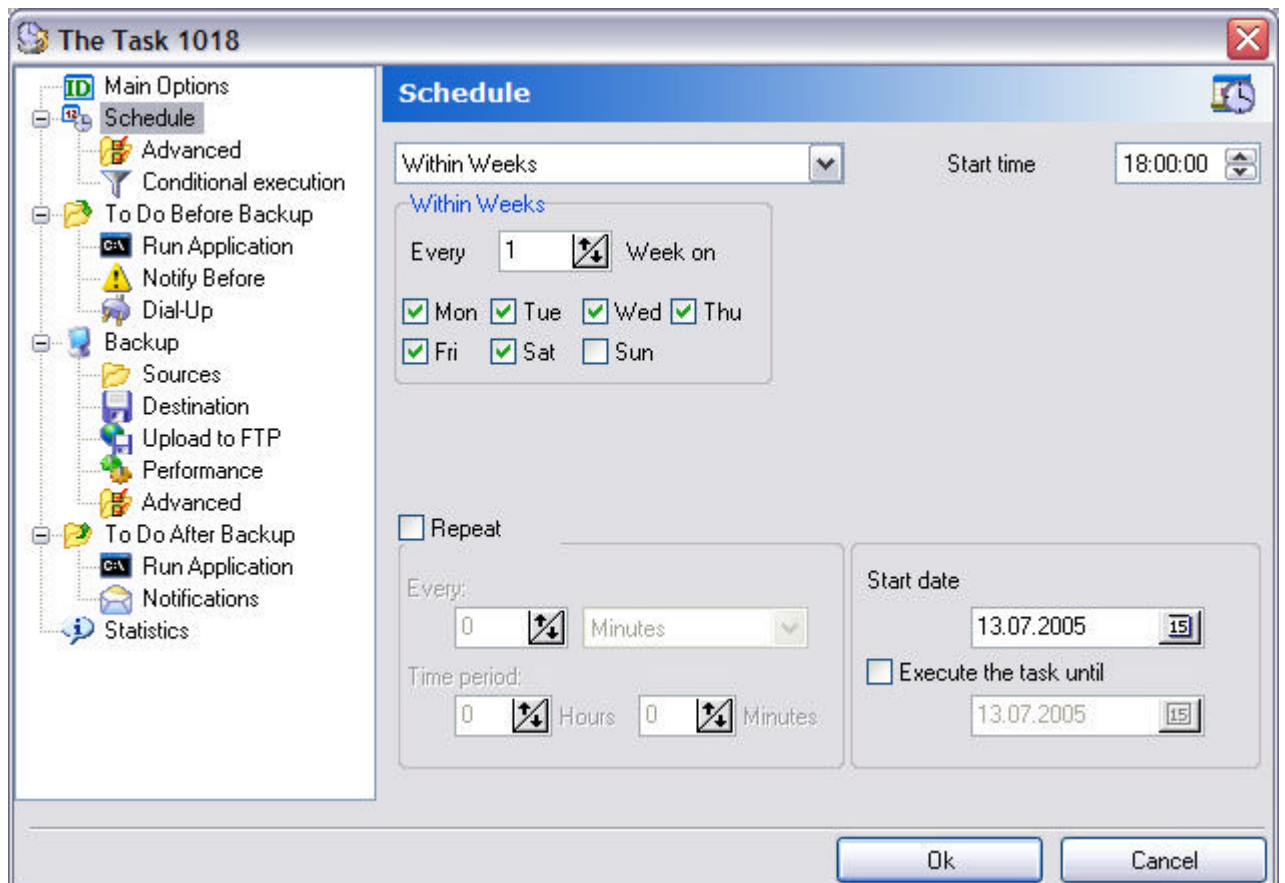 The Task 1018
ID Main Options
12 Schedule
Advanced
Conditional execution
To Do Before Backup
C:\ Run Application
Notify Before
Dial-Up
Backup
Sources
Destination
Upload to FTP
Performance
Advanced
To Do After Backup
C:\ Run Application
Notifications
Statistics
Schedule
Within Weeks Start time 18:00:00
Within Weeks
Every 1 Week on
Mon Tue Wed Thu
Fri Sat Sun
Repeat
Every:
0 Minutes
Time period:
0 Hours 0 Minutes
Start date
13.07.2005 15
Execute the task until
13.07.2005 15
Ok Cancel